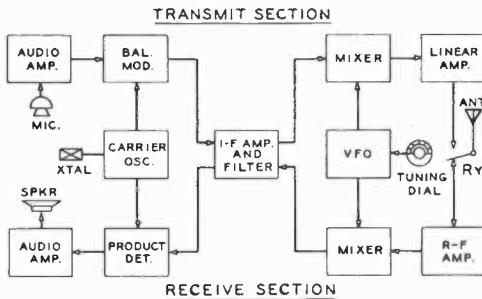 TRANSMIT SECTION
AUDIO AMP.
BAL. MOD.
MIXER
LINEAR AMP.
MIC.
ANT
XTAL
CARRIER OSC.
I-F AMP. AND FILTER
VFO
TUNING DIAL
RY
SPKR
AUDIO AMP.
PRODUCT DET.
MIXER
R-F AMP.
RECEIVE SECTION